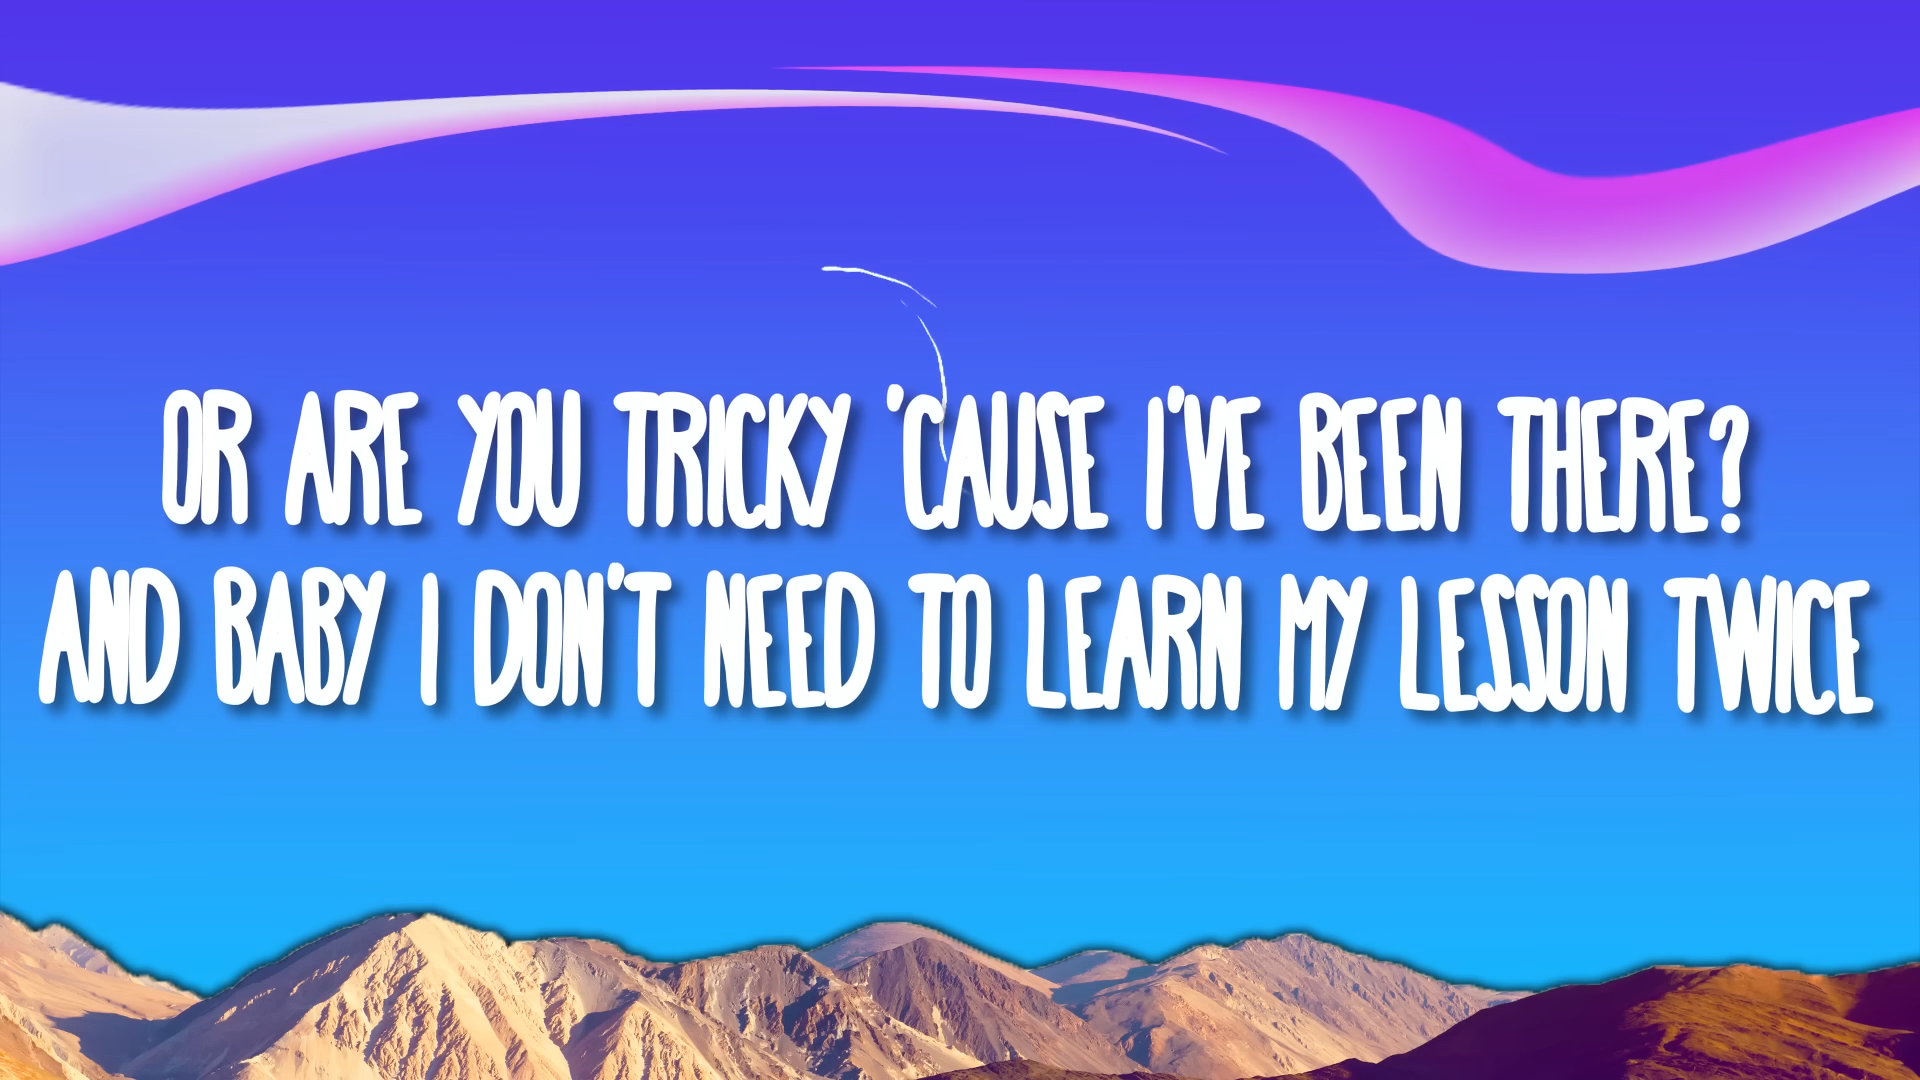 OR ARE YOU TRICKY 'CAUSE I'VE BEEN THERE?
AND BABY I DON'T NEED TO LEARN MY LESSON TWICE